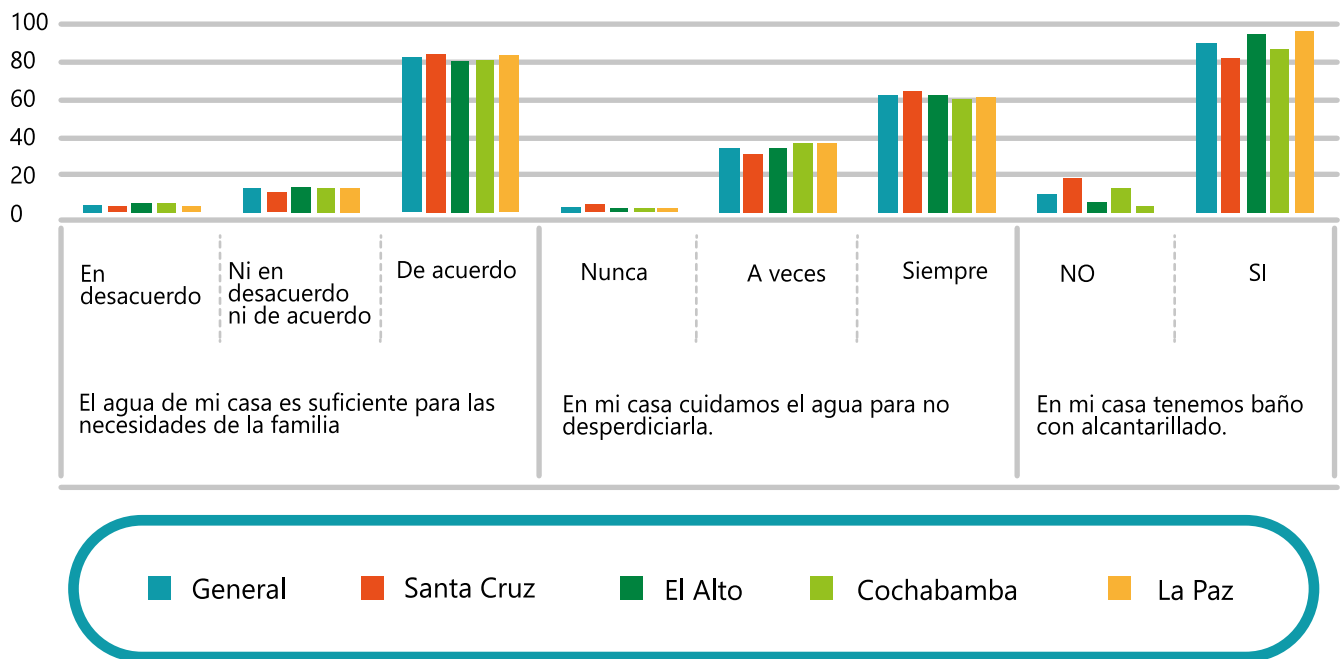 100
80
60
40
20
0
En
desacuerdo
Ni en
desacuerdo
ni de acuerdo
De acuerdo
Nunca
A veces
Siempre
NO
SI
El agua de mi casa es suficiente para las
necesidades de la familia
En mi casa cuidamos el agua para no
desperdiciarla.
En mi casa tenemos baño
con alcantarillado.
General
Santa Cruz
El Alto
Cochabamba
La Paz